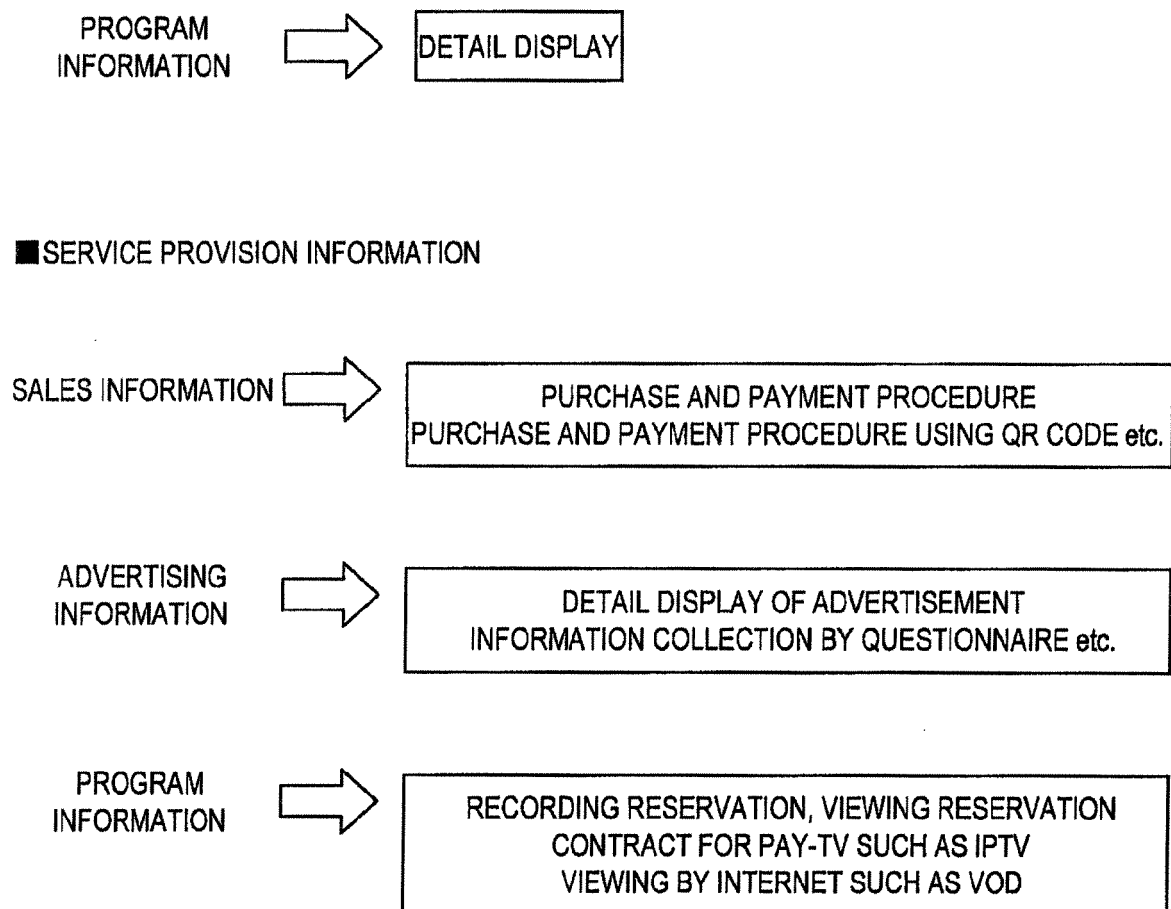 PROGRAM
INFORMATION
DETAIL DISPLAY
■SERVICE PROVISION INFORMATION
SALES INFORMATION
PURCHASE AND PAYMENT PROCEDURE
PURCHASE AND PAYMENT PROCEDURE USING QR CODE etc.
ADVERTISING
INFORMATION
DETAIL DISPLAY OF ADVERTISEMENT
INFORMATION COLLECTION BY QUESTIONNAIRE etc.
PROGRAM
INFORMATION
RECORDING RESERVATION, VIEWING RESERVATION
CONTRACT FOR PAY-TV SUCH AS IPTV
VIEWING BY INTERNET SUCH AS VOD